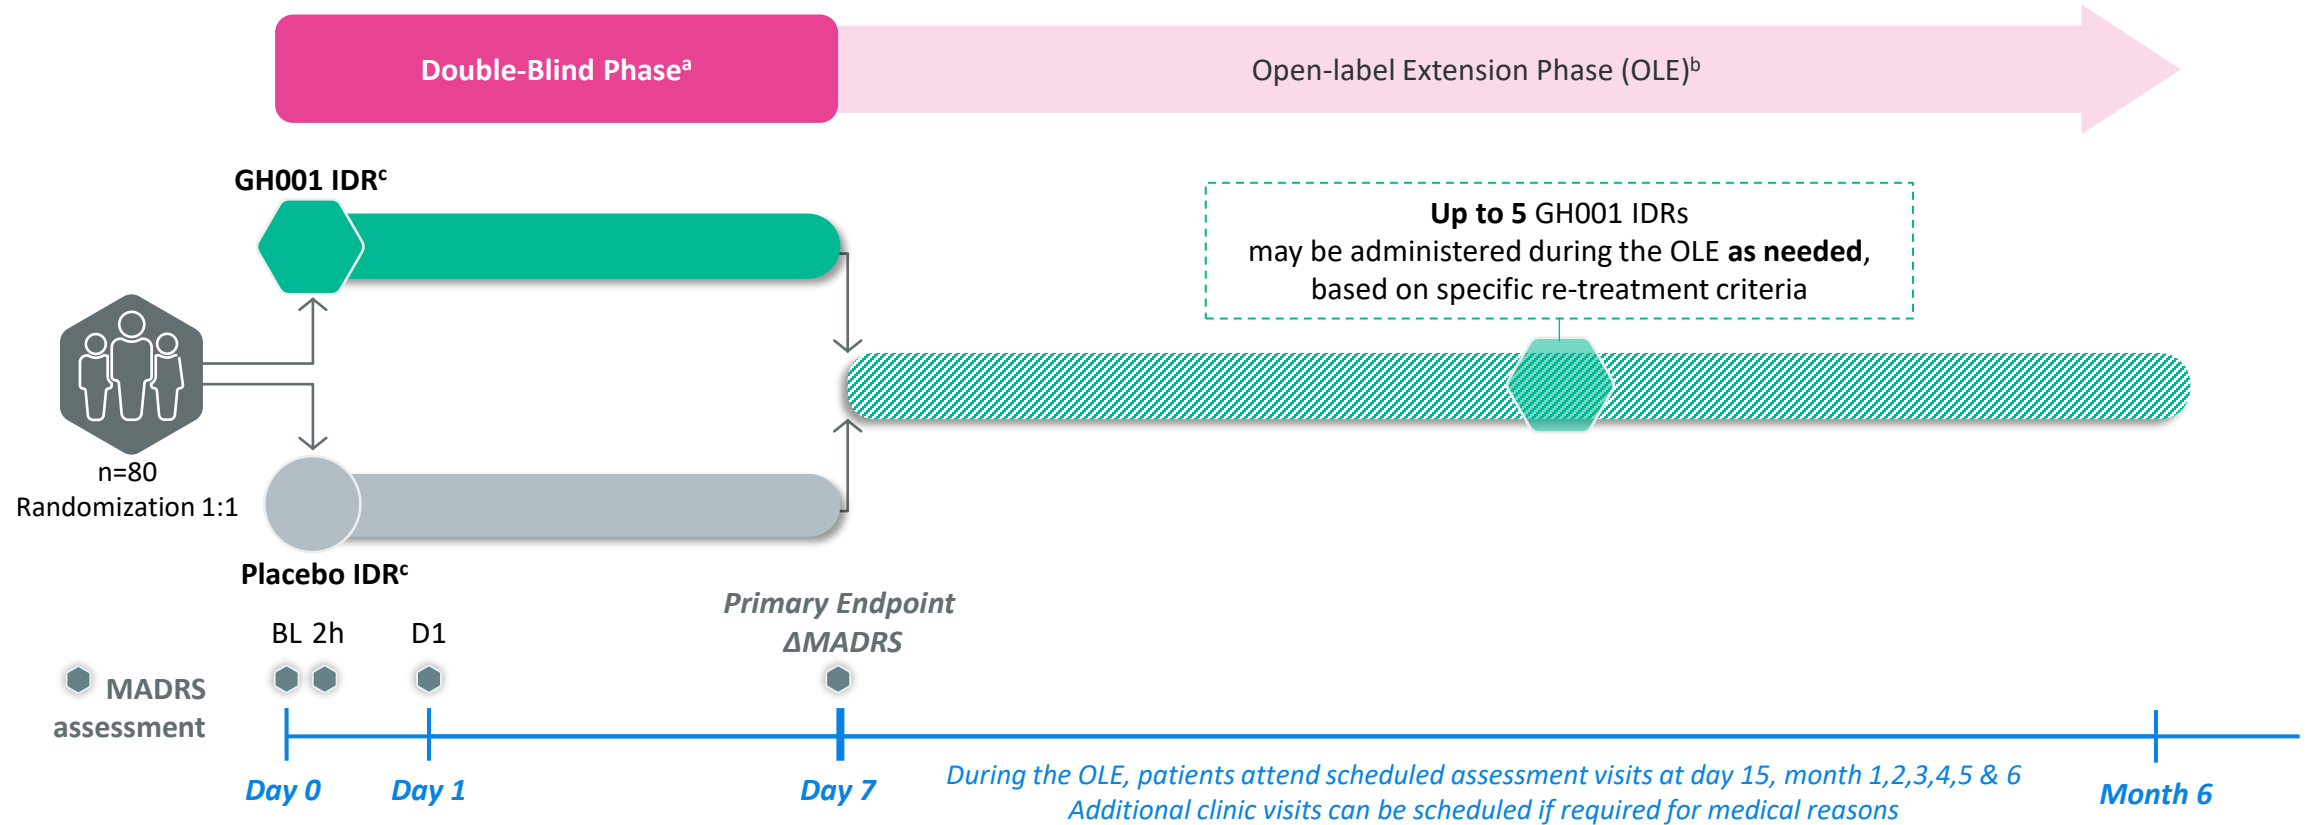 Double-Blind Phaseᵃ
Open-label Extension Phase (OLE)ᵇ
GH001 IDRᶜ
Up to 5 GH001 IDRs
may be administered during the OLE as needed,
based on specific re-treatment criteria
n=80
Randomization 1:1
Placebo IDRᶜ
Primary Endpoint
ΔMADRS
BL 2h D1
MADRS
assessment
Day 0
Day 1
Day 7
During the OLE, patients attend scheduled assessment visits at day 15, month 1,2,3,4,5 & 6
Additional clinic visits can be scheduled if required for medical reasons
Month 6